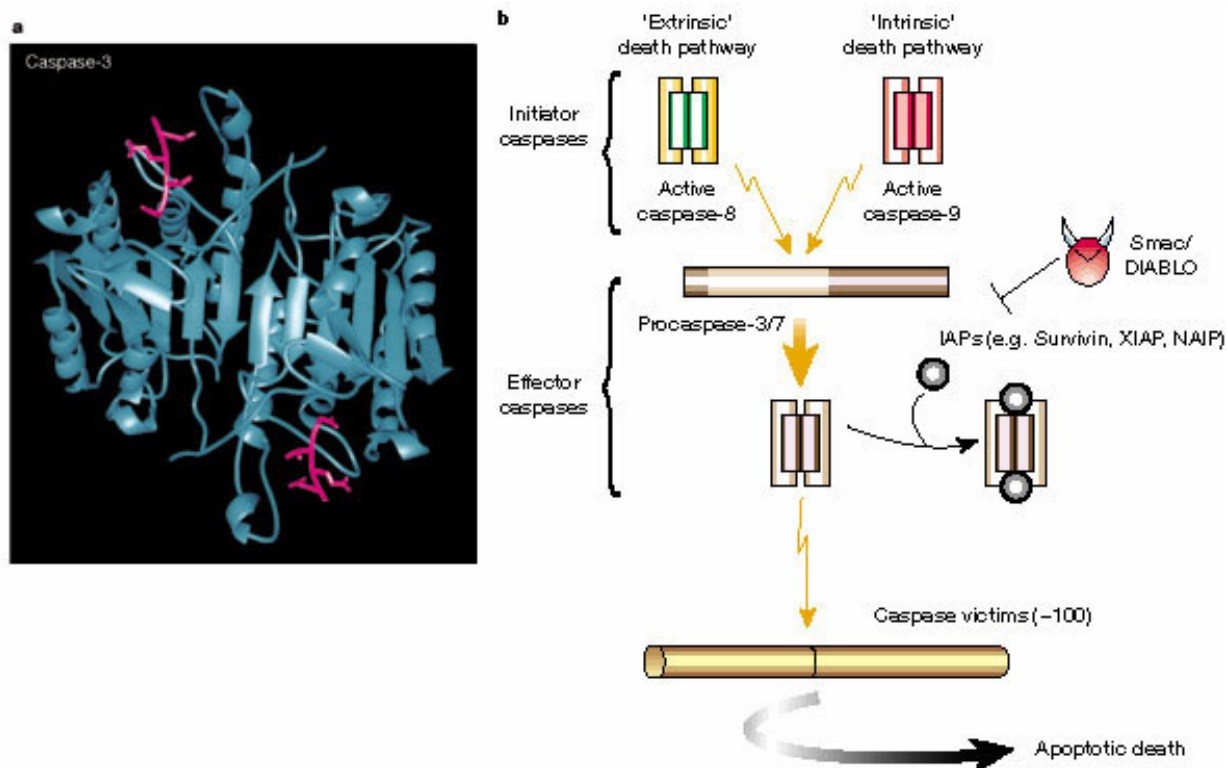 a
Caspase-3
b
'Extrinsic'
death pathway
'Intrinsic'
death pathway
Initiator
caspases
Active
caspase-8
Active
caspase-9
Smac/
DIABLO
Procaspase-3/7
IAPs (e.g. Survivin, XIAP, NAIP)
Effector
caspases
Caspase victims (~100)
Apoptotic death